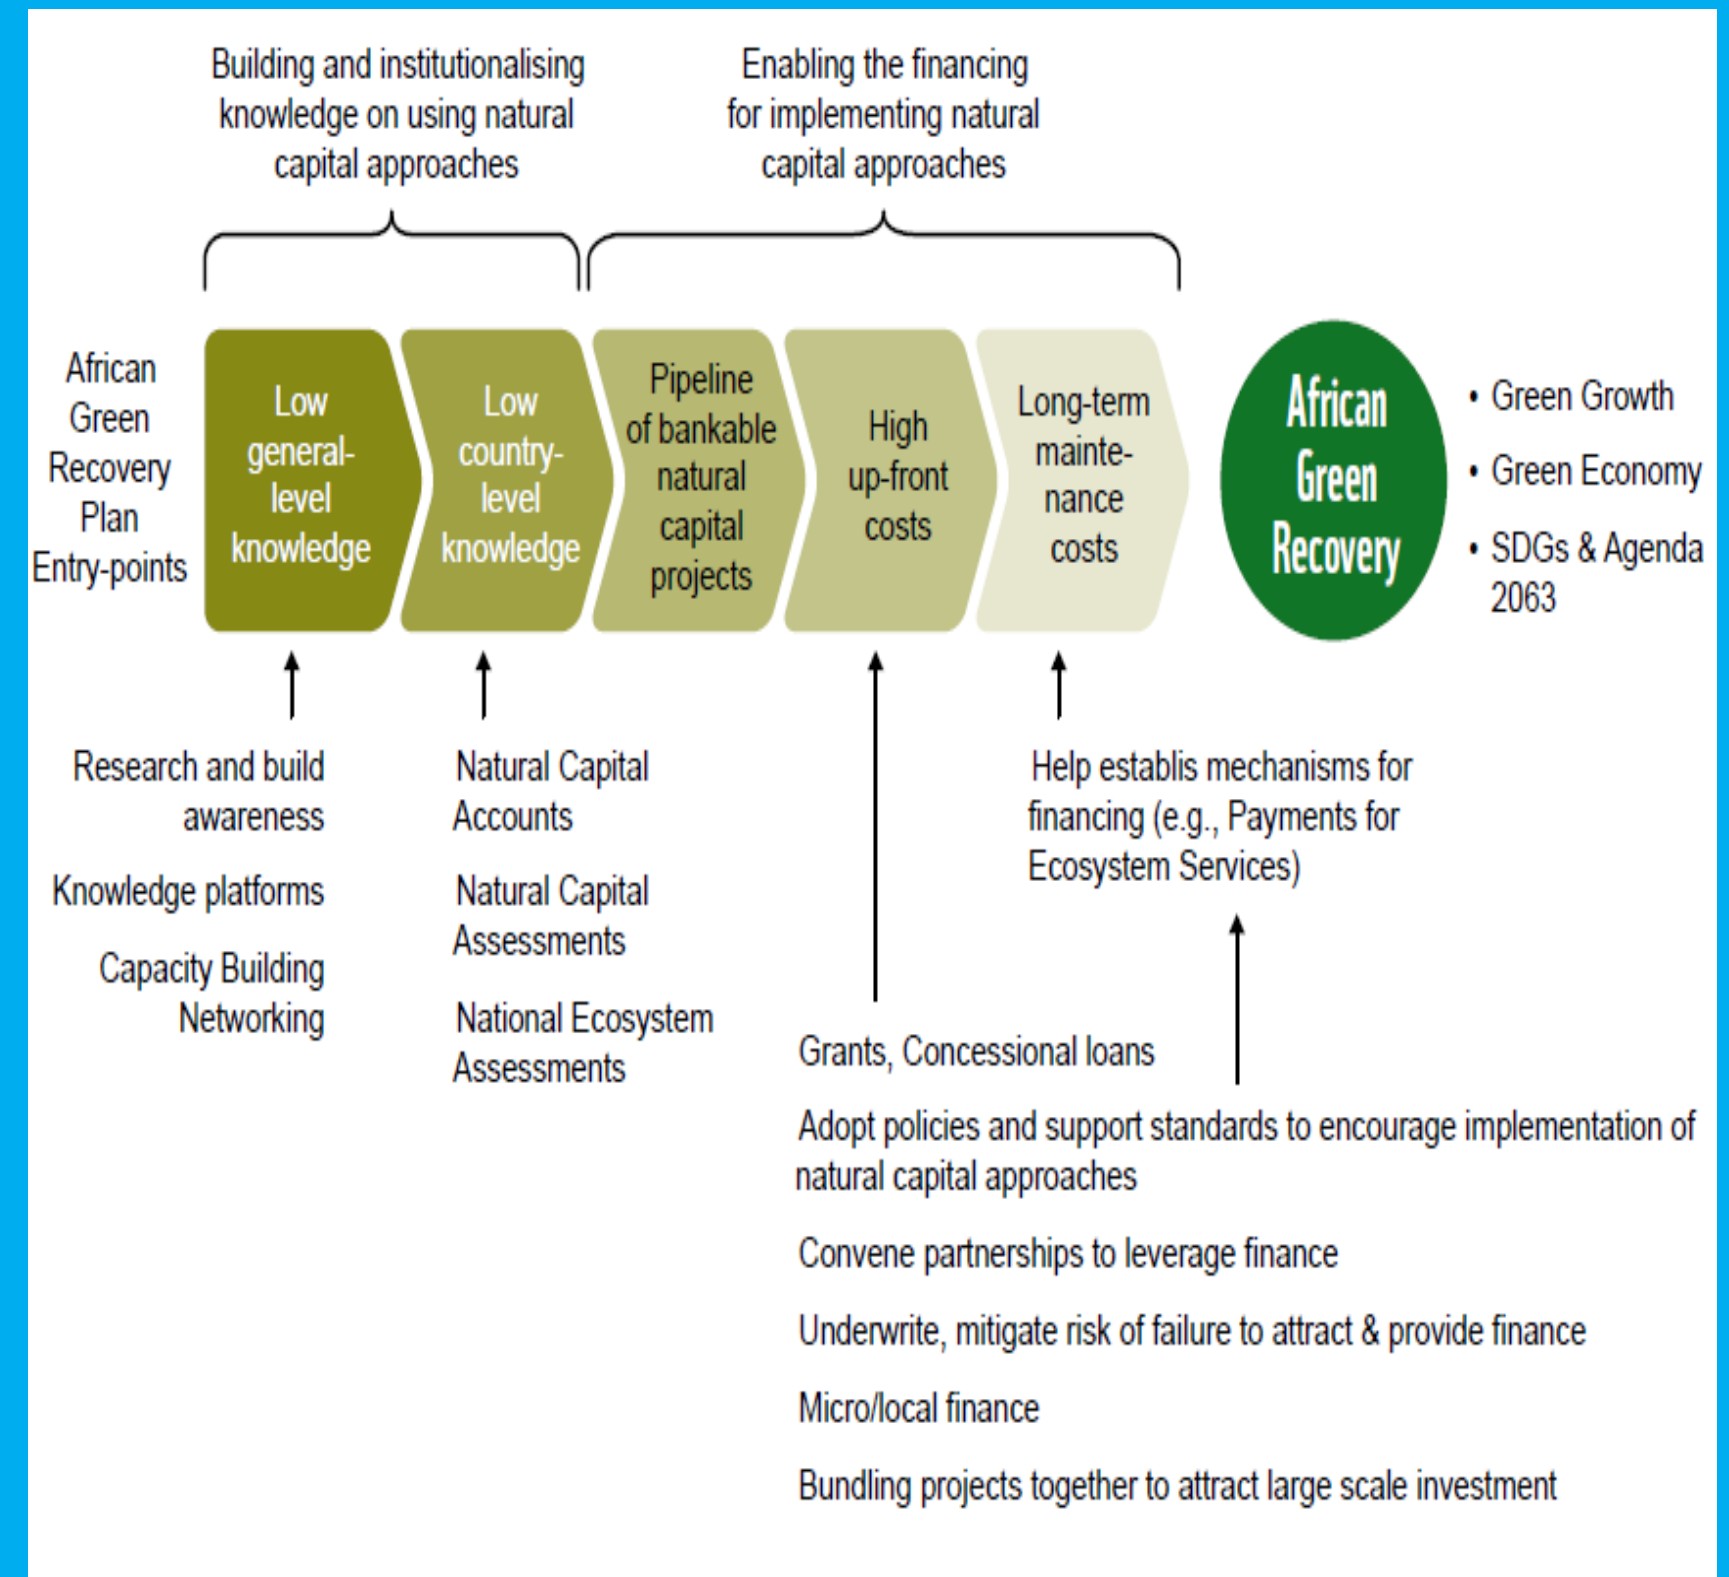 Building and institutionalising
knowledge on using natural
capital approaches
Enabling the financing
for implementing natural
capital approaches
African
Green
Recovery
Plan
Entry-points
Low
general-
level
knowledge
Low
country-
level
knowledge
Pipeline
of bankable
natural
capital
projects
High
up-front
costs
Long-term
mainte-
nance
costs
African
Green
Recovery
• Green Growth
• Green Economy
• SDGs & Agenda
2063
Research and build
awareness
Knowledge platforms
Capacity Building
Networking
Natural Capital
Accounts
Natural Capital
Assessments
National Ecosystem
Assessments
Help establis mechanisms for
financing (e.g., Payments for
Ecosystem Services)
Grants, Concessional loans
Adopt policies and support standards to encourage implementation of
natural capital approaches
Convene partnerships to leverage finance
Underwrite, mitigate risk of failure to attract & provide finance
Micro/local finance
Bundling projects together to attract large scale investment